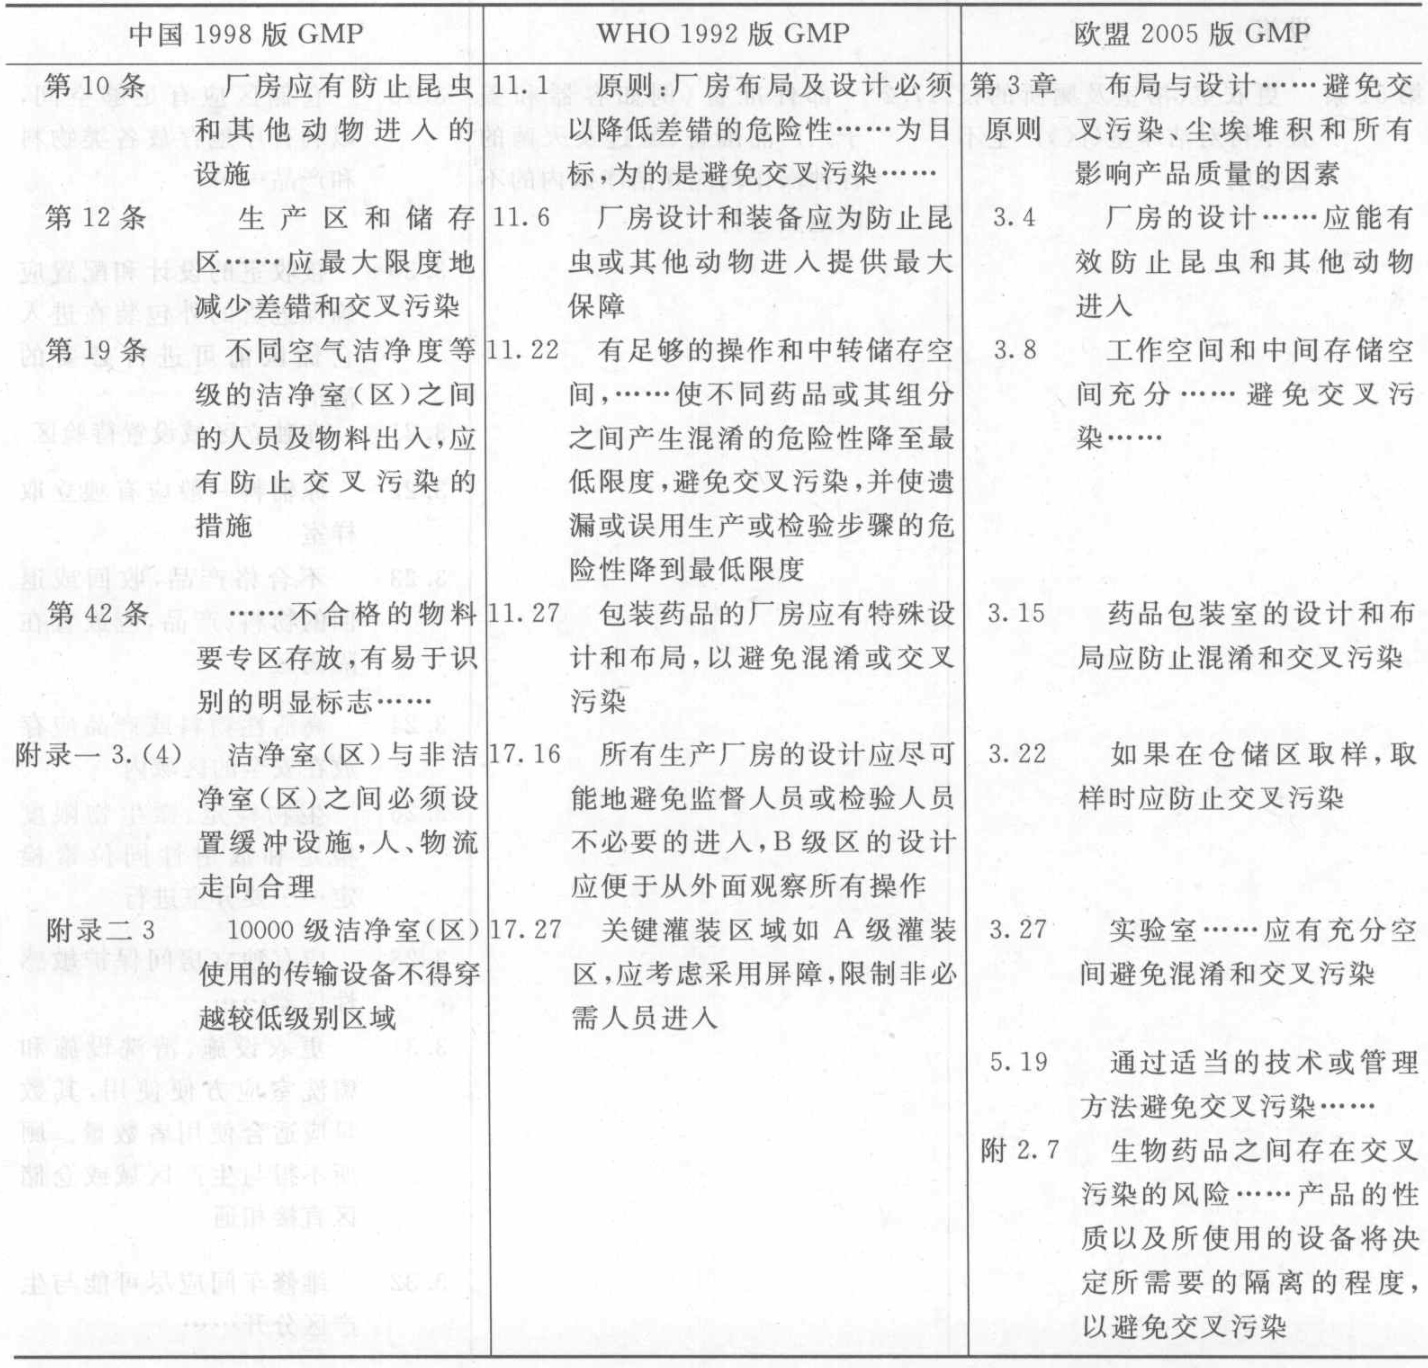 中国 1998 版 GMP
第 10 条 厂房应有防止昆虫
和其他动物进入的
设施
第 12 条 生产区和储存
区……应最大限度地
减少差错和交叉污染
第 19 条 不同空气洁净度等
级的洁净室(区)之间
的人员及物料出入,应
有防止交叉污染的
措施
第 42 条 ……不合格的物料
要专区存放,有易于识
别的明显标志……
附录一 3.(4) 洁净室(区)与非洁
净室(区)之间必须设
置缓冲设施,人、物流
走向合理
附录二 3 10000 级洁净室(区)
使用的传输设备不得穿
越较低级别区域
WHO 1992 版 GMP
11.1 原则 厂房布局及设计必须
以降低差错的危险性……为目
标,为的是避免交叉污染……
11.6 厂房设计和装备应为防止昆
虫或其他动物进入提供最大
保障
11.22 有足够的操作和中转储存空
间,……使不同药品或其组分
之间产生混淆的危险性降至最
低限度,避免交叉污染,并使遗
漏或误用生产或检验步骤的危
险性降到最低限度
11.27 包装药品的厂房应有特殊设
计和布局,以避免混淆或交叉
污染
17.16 所有生产厂房的设计应尽可
能地避免监督人员或检验人员
不必要的进入,B 级区的设计
应便于从外面观察所有操作
17.27 关键灌装区域如 A 级灌装
区,应考虑采用屏障,限制非必
需人员进入
欧盟 2005 版 GMP
第 3 章 布局与设计……避免交
原则 叉污染、尘埃堆积和所有
影响产品质量的因素
3.4 厂房的设计……应能有
效防止昆虫和其他动物
进入
3.8 工作空间和中间存储空
间充分……避免交叉污
染……
3.15 药品包装室的设计和布
局应防止混淆和交叉污染
3.22 如果在仓储区取样,取
样时应防止交叉污染
3.27 实验室……应有充分空
间避免混淆和交叉污染
5.19 通过适当的技术或管理
方法避免交叉污染……
附 2.7 生物药品之间存在交叉
污染的风险……产品的性
质以及所使用的设备将决
定所需要的隔离的程度,
以避免交叉污染